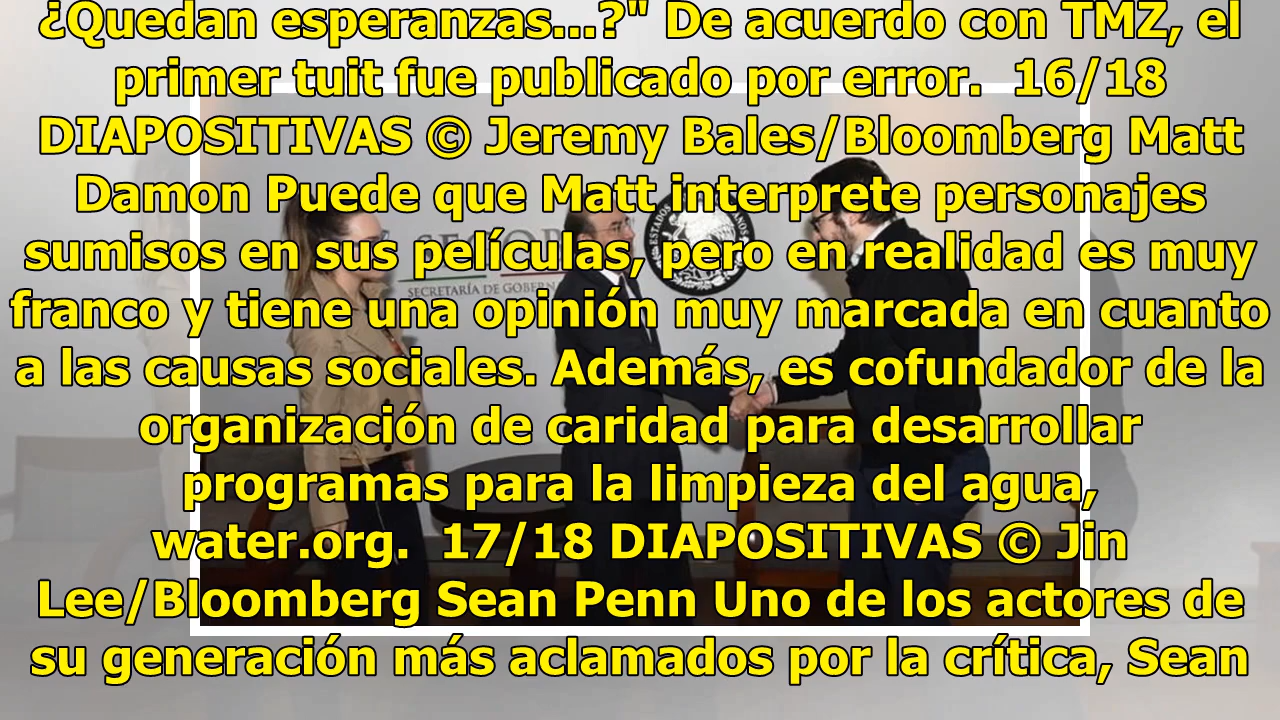 ¿Quedan esperanzas...?" De acuerdo con TMZ, el
primer tuit fue publicado por error. 16/18
DIAPOSITIVAS © Jeremy Bales/Bloomberg Matt
Damon Puede que Matt interprete personajes
sumisos en sus películas, pero en realidad es muy
franco y tiene una opinión muy marcada en cuanto
a las causas sociales. Además, es cofundador de la
organización de caridad para desarrollar
programas para la limpieza del agua,
water.org. 17/18 DIAPOSITIVAS © Jin
Lee/Bloomberg Sean Penn Uno de los actores de
su generación más aclamados por la crítica, Sean
SECRETARÍA DE GOBERN
ESTADOS